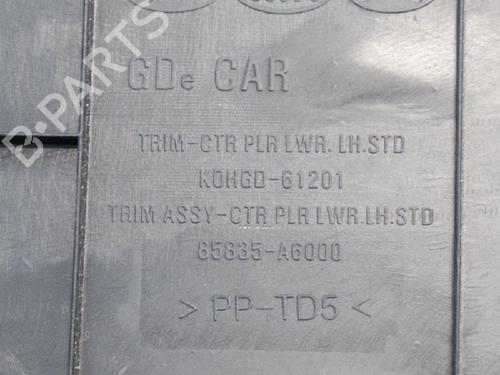 GDe CAR
TRIM-CTR PLR LWR. LH.STD
K0HGD-61201
TRIM ASSY-CTR PLR LWR.LH.STD
85835-A6000
> PP-TD5 <
B-PARTS